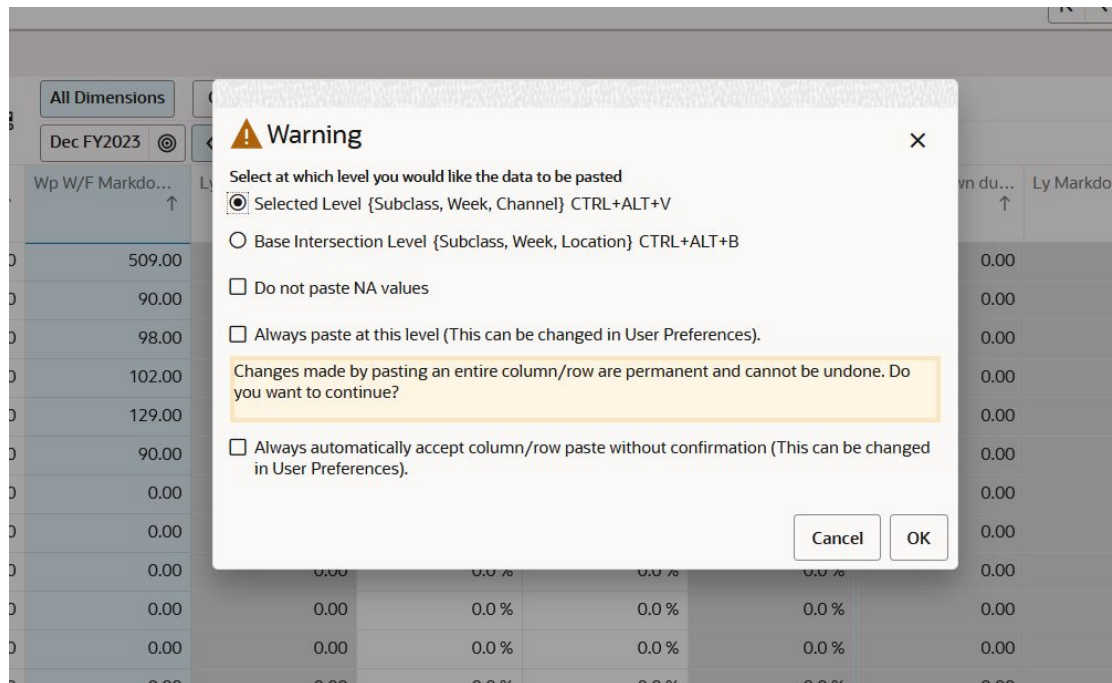 All Dimensions
Dec FY2023
Wp W/F Markdo...
wn du...
Ly Markdo
Warning
Select at which level you would like the data to be pasted
Selected Level {Subclass, Week, Channel} CTRL+ALT+V
Base Intersection Level {Subclass, Week, Location} CTRL+ALT+B
Do not paste NA values
Always paste at this level (This can be changed in User Preferences).
Changes made by pasting an entire column/row are permanent and cannot be undone. Do
you want to continue?
Always automatically accept column/row paste without confirmation (This can be changed
in User Preferences).
Cancel OK
509.00 0.00
90.00 0.00
98.00 0.00
102.00 0.00
129.00 0.00
90.00 0.00
0.00 0.00
0.00 0.00
0.00 0.00 0.0 % 0.0 % 0.0 % 0.00
0.00 0.00 0.0 % 0.0 % 0.0 % 0.00
0.00 0.00 0.0 % 0.0 % 0.0 % 0.00